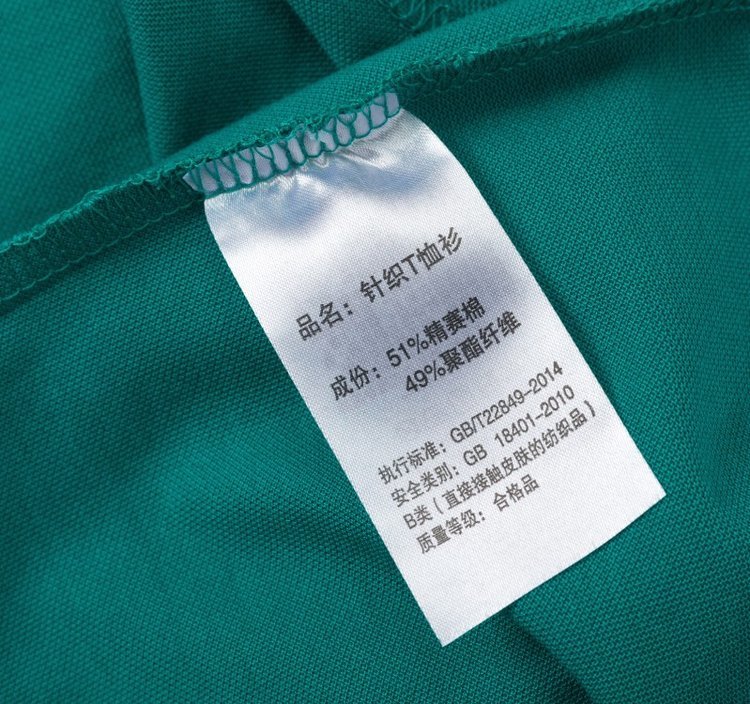 品名：针织T恤衫
成份：51%精赛棉
49%聚酯纤维
执行标准：GB/T22849-2014
安全类别：GB 18401-2010
B类（直接接触皮肤的纺织品）
质量等级：合格品